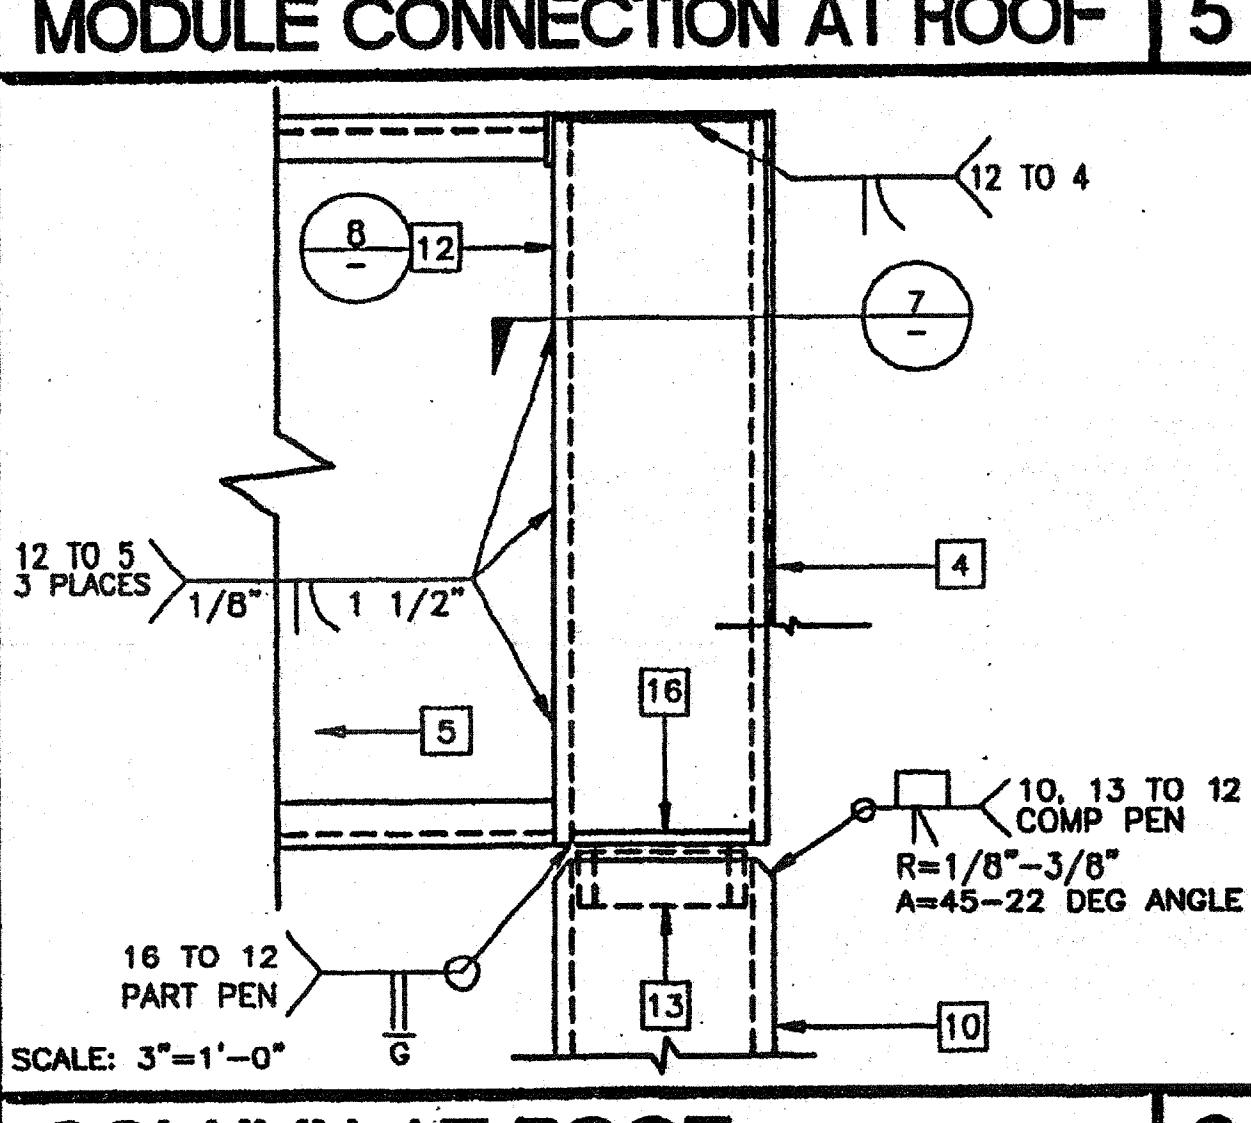 MODULE CONNECTION AT ROOF 5
12 TO 4
8
-
12
7
-
12 TO 5
3 PLACES
1/8" 1 1/2"
4
16
5
10, 13 TO 12
COMP PEN
R=1/8"-3/8"
A=45-22 DEG ANGLE
16 TO 12
PART PEN
G
13
10
SCALE: 3"=1'-0"